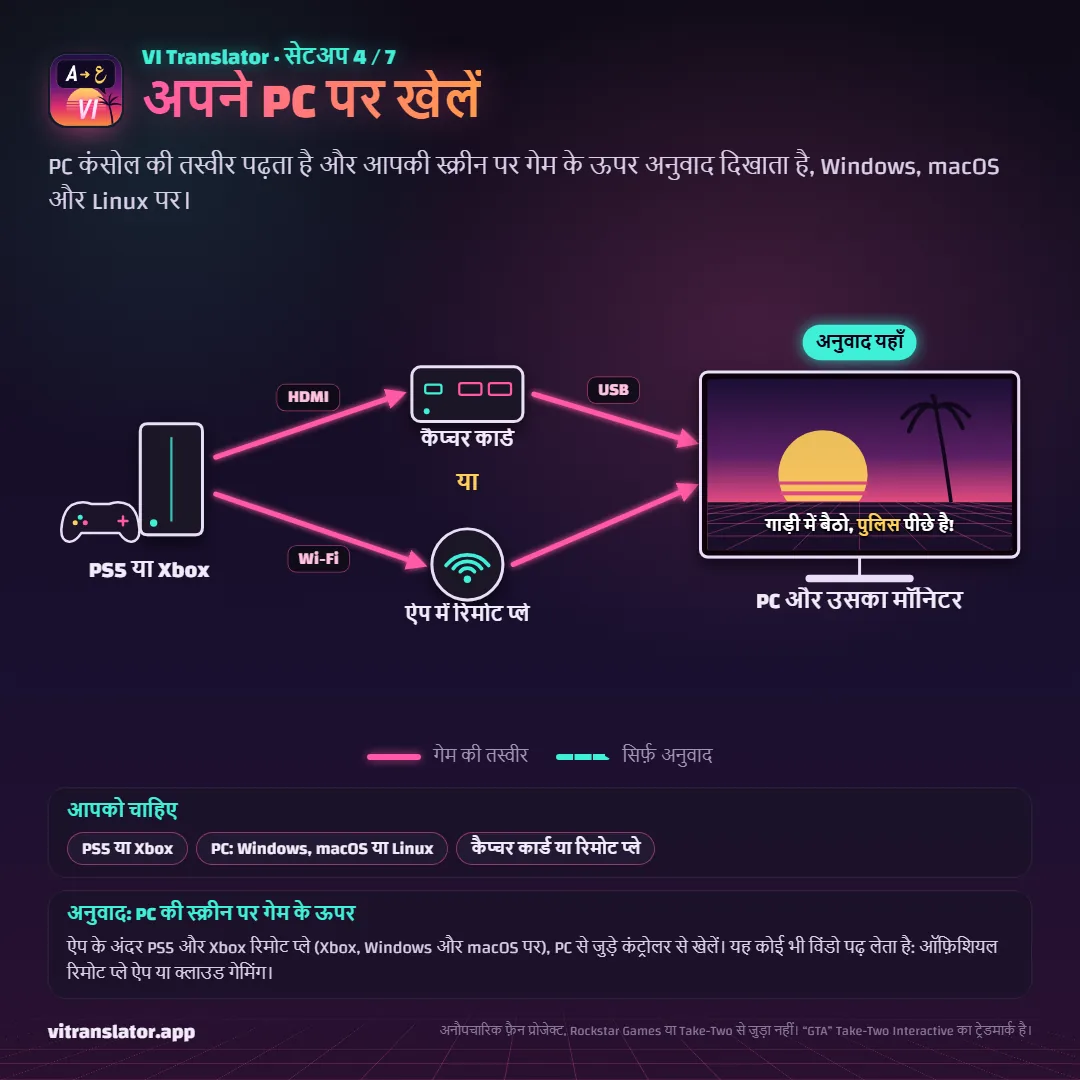 VI Translator · सेटअप 4 / 7
A→ع
VI
अपने PC पर खेलें
PC कंसोल की तस्वीर पढ़ता है और आपकी स्क्रीन पर गेम के ऊपर अनुवाद दिखाता है, Windows, macOS
और Linux पर।
अनुवाद यहाँ
HDMI
USB
कैप्चर कार्ड
या
गाड़ी में बैठो, पुलिस पीछे है!
Wi-Fi
PS5 या Xbox
ऐप में रिमोट प्ले
PC और उसका मॉनिटर
गेम की तस्वीर
सिर्फ़ अनुवाद
आपको चाहिए
PS5 या Xbox
PC: Windows, macOS या Linux
कैप्चर कार्ड या रिमोट प्ले
अनुवाद: PC की स्क्रीन पर गेम के ऊपर
ऐप के अंदर PS5 और Xbox रिमोट प्ले (Xbox, Windows और macOS पर), PC से जुड़े कंट्रोलर से खेलें। यह कोई भी विंडो पढ़ लेता है: ऑफ़िशियल
रिमोट प्ले ऐप या क्लाउड गेमिंग।
vitranslator.app
अनौपचारिक फ़ैन प्रोजेक्ट, Rockstar Games या Take-Two से जुड़ा नहीं। "GTA" Take-Two Interactive का ट्रेडमार्क है।